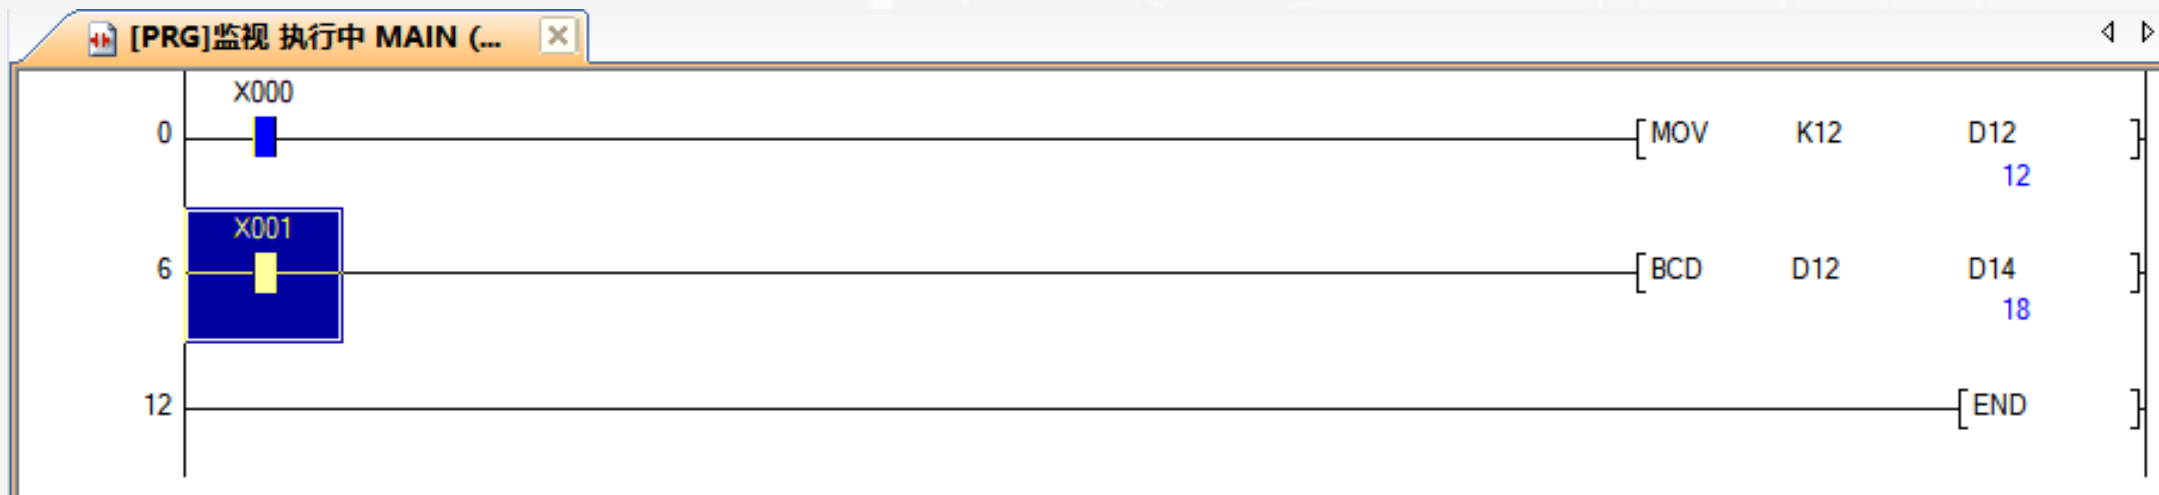 [PRG]监视 执行中 MAIN (...
X000
0 MOV K12 D12
12
X001
6 BCD D12 D14
18
12 END